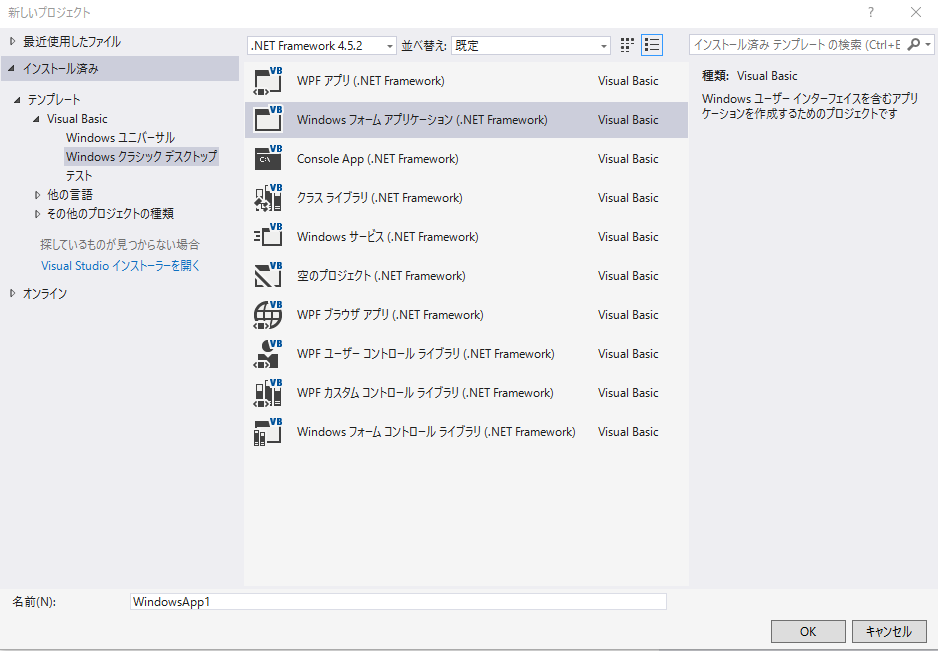 新しいプロジェクト
?
最近使用したファイル
.NET Framework 4.5.2
並べ替え:
既定
インストール済み テンプレート の検索 (Ctrl+E
インストール済み
テンプレート
Visual Basic
Windows ユニバーサル
Windows クラシック デスクトップ
テスト
他の言語
その他のプロジェクトの種類
探しているものが見つからない場合
Visual Studio インストーラーを開く
オンライン
VB WPF アプリ (.NET Framework) Visual Basic
VB Windows フォーム アプリケーション (.NET Framework) Visual Basic
VB C:\ Console App (.NET Framework) Visual Basic
VB クラス ライブラリ (.NET Framework) Visual Basic
VB Windows サービス (.NET Framework) Visual Basic
VB 空のプロジェクト (.NET Framework) Visual Basic
VB WPF ブラウザ アプリ (.NET Framework) Visual Basic
VB WPF ユーザー コントロール ライブラリ (.NET Framework) Visual Basic
VB WPF カスタム コントロール ライブラリ (.NET Framework) Visual Basic
VB Windows フォーム コントロール ライブラリ (.NET Framework) Visual Basic
種類: Visual Basic
Windows ユーザー インターフェイスを含むアプリ
ケーションを作成するためのプロジェクトです
名前(N):
WindowsApp1
OK
キャンセル